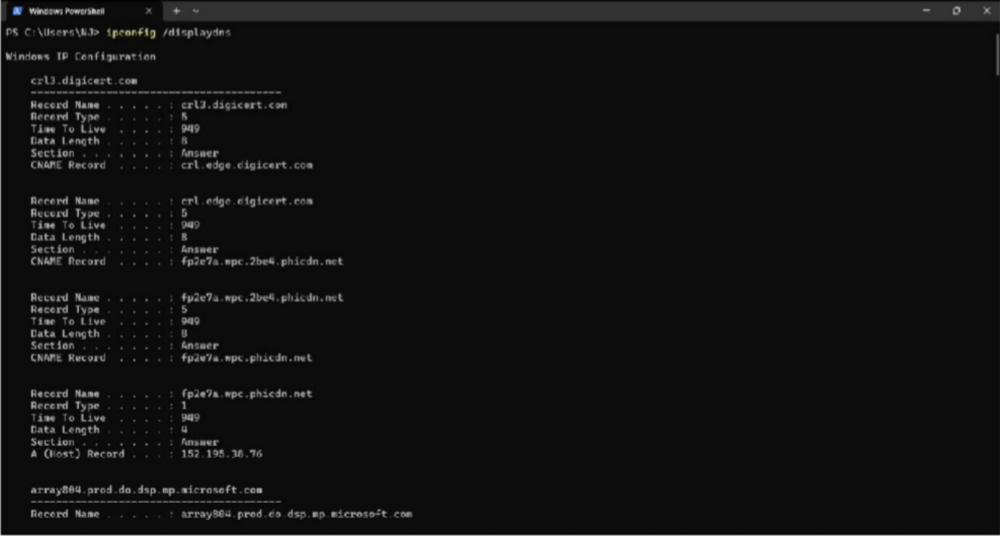 Windows PowerShell
PS C:\Users\NJ> ipconfig /displaydns
Windows IP Configuration
crl3.digicert.com
----------------------------------------
Record Name . . . . . : crl3.digicert.com
Record Type . . . . . : 5
Time To Live  . . . . : 949
Data Length . . . . . : 8
Section . . . . . . . : Answer
CNAME Record  . . . . : crl.edge.digicert.com
Record Name . . . . . : crl.edge.digicert.com
Record Type . . . . . : 5
Time To Live  . . . . : 949
Data Length . . . . . : 8
Section . . . . . . . : Answer
CNAME Record  . . . . : fp2e7a.wpc.2be4.phicdn.net
Record Name . . . . . : fp2e7a.wpc.2be4.phicdn.net
Record Type . . . . . : 5
Time To Live  . . . . : 949
Data Length . . . . . : 8
Section . . . . . . . : Answer
CNAME Record  . . . . : fp2e7a.wpc.phicdn.net
Record Name . . . . . : fp2e7a.wpc.phicdn.net
Record Type . . . . . : 1
Time To Live  . . . . : 949
Data Length . . . . . : 4
Section . . . . . . . : Answer
A (Host) Record . . . : 152.195.38.76
array804.prod.do.dsp.mp.microsoft.com
----------------------------------------
Record Name . . . . . : array804.prod.do.dsp.mp.microsoft.com